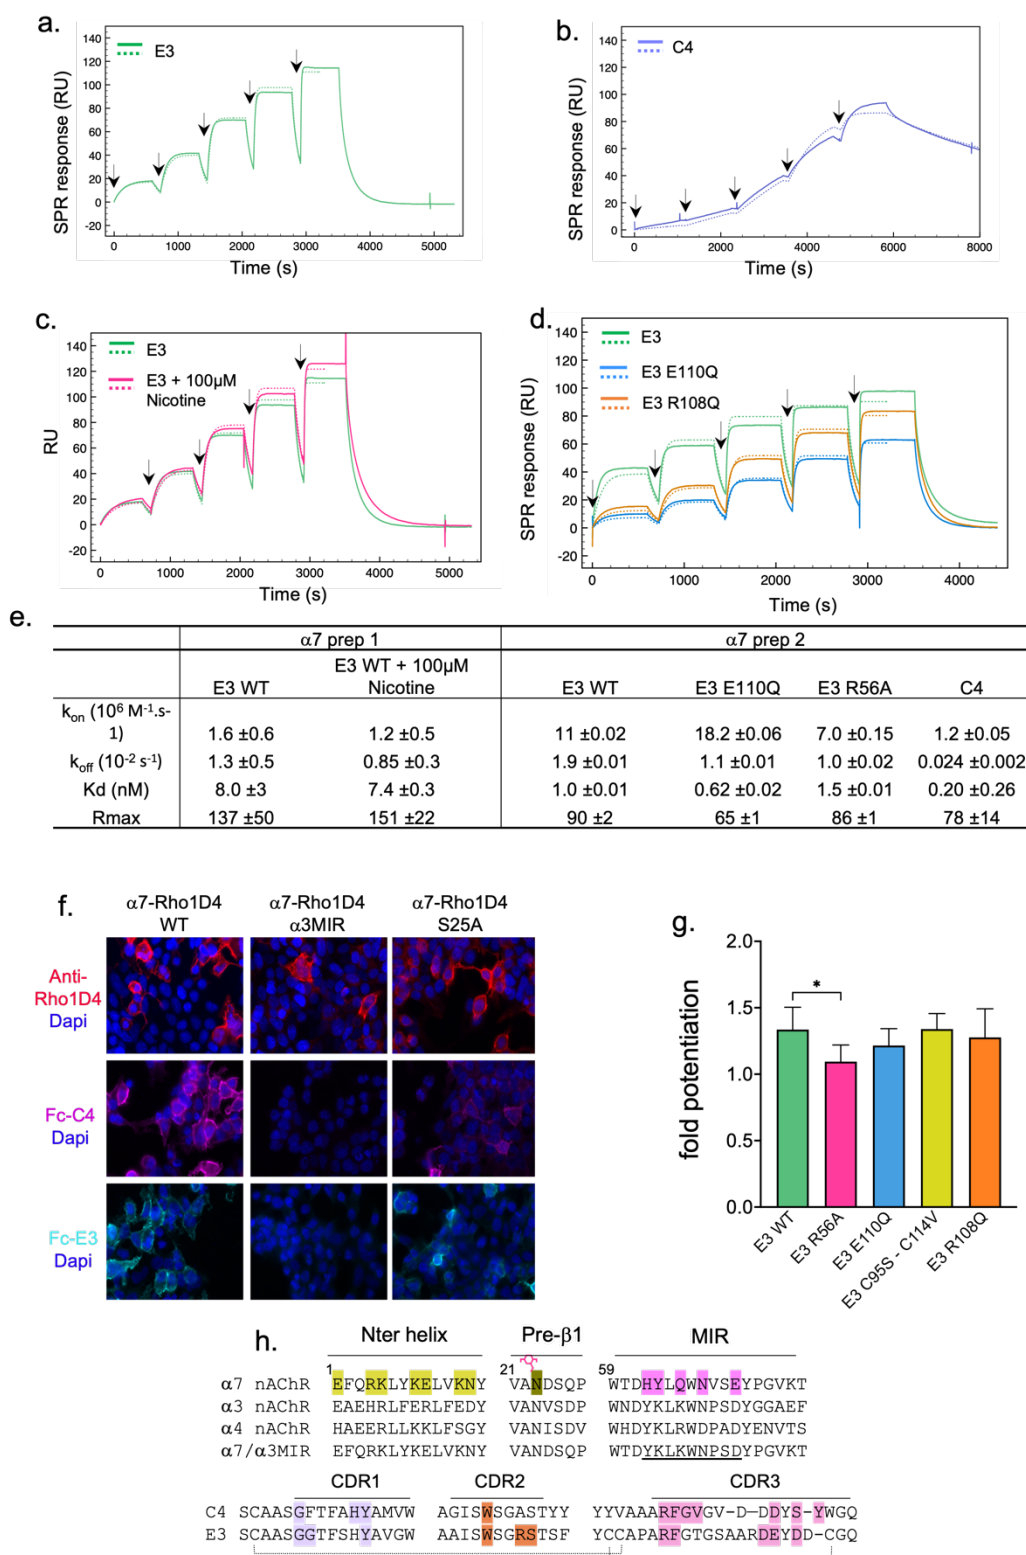 a.
E3
SPR response (RU)
140
120
100
80
60
40
20
0
-20
0 1000 2000 3000 4000 5000
Time (s)
b.
C4
SPR response (RU)
140
120
100
80
60
40
20
0
0 2000 4000 6000 8000
Time (s)
c.
E3
E3 + 100µM
Nicotine
RU
140
120
100
80
60
40
20
0
-20
0 1000 2000 3000 4000 5000
Time (s)
d.
E3
E3 E110Q
E3 R108Q
SPR response (RU)
140
120
100
80
60
40
20
0
-20
0 1000 2000 3000 4000
Time (s)
e.
α7 prep 1 α7 prep 2
E3 WT E3 WT + 100µM Nicotine E3 WT E3 E110Q E3 R56A C4
kon (10⁶ M⁻¹.s-1) 1.6 ±0.6 1.2 ±0.5 11 ±0.02 18.2 ±0.06 7.0 ±0.15 1.2 ±0.05
koff (10⁻² s⁻¹) 1.3 ±0.5 0.85 ±0.3 1.9 ±0.01 1.1 ±0.01 1.0 ±0.02 0.024 ±0.002
Kd (nM) 8.0 ±3 7.4 ±0.3 1.0 ±0.01 0.62 ±0.02 1.5 ±0.01 0.20 ±0.26
Rmax 137 ±50 151 ±22 90 ±2 65 ±1 86 ±1 78 ±14
f.
α7-Rho1D4 WT
α7-Rho1D4 α3MIR
α7-Rho1D4 S25A
Anti-Rho1D4
Dapi
Fc-C4
Dapi
Fc-E3
Dapi
g.
fold potentiation
2.0
1.5
1.0
0.5
0.0
*
E3 WT
E3 R56A
E3 E110Q
E3 C95S - C114V
E3 R108Q
h.
Nter helix Pre-β1 MIR
1 21 59
α7 nAChR EFQRKLYKELVKNY VANDSQP WTDHYLQWNVSEYPGVKT
α3 nAChR EAEHRLFERLFEDY VANVSDP WNDYKLKWNPSDYGGAEF
α4 nAChR HAEERLLKKLFSGY VANISDV WHDYKLRWDPADYENVTS
α7/α3MIR EFQRKLYKELVKNY VANDSQP WTDYKLKWNPSDYPGVKT
CDR1 CDR2 CDR3
C4 SCAASGFTFAHYAMVW AGISWSGASTYY YYVAAARFGVGV-D-DDYS-YWGQ
E3 SCAASGGTFSHYAVGW AAISWSGRSTSF YCCAPARFGTGSAARDEYDD-CGQ